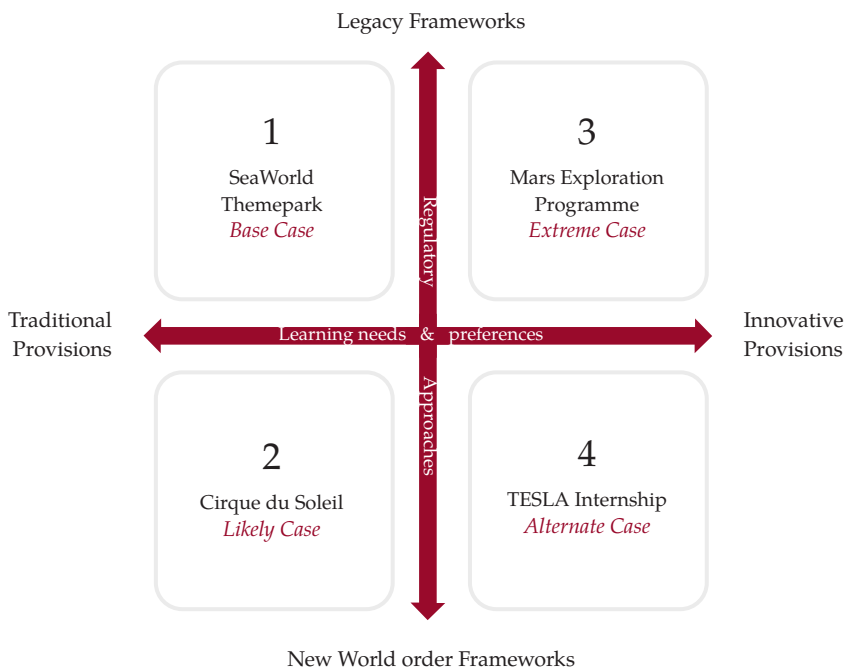 Legacy Frameworks
1
SeaWorld
Themepark
Base Case
3
Mars Exploration
Programme
Extreme Case
Regulatory
Traditional
Provisions
Learning needs & preferences
Innovative
Provisions
Approaches
2
Cirque du Soleil
Likely Case
4
TESLA Internship
Alternate Case
New World order Frameworks